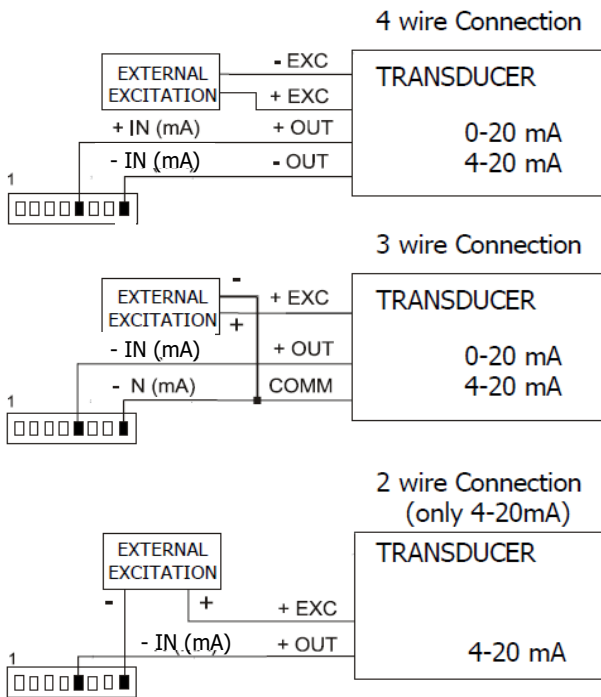 4 wire Connection
EXTERNAL
EXCITATION
- EXC
+ EXC
TRANSDUCER
+ IN (mA)
+ OUT
0-20 mA
- IN (mA)
- OUT
4-20 mA
1
3 wire Connection
-
EXTERNAL
EXCITATION
+
+ EXC
TRANSDUCER
- IN (mA)
+ OUT
0-20 mA
- N (mA)
COMM
4-20 mA
1
2 wire Connection
(only 4-20mA)
EXTERNAL
EXCITATION
TRANSDUCER
-
+
+ EXC
- IN (mA)
+ OUT
4-20 mA
1